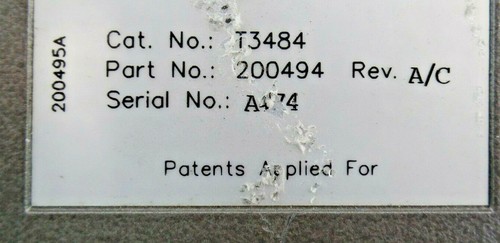 200495A
Cat. No.: T3484
Part No.: 200494 Rev. A/C
Serial No.:
Patents Applied For